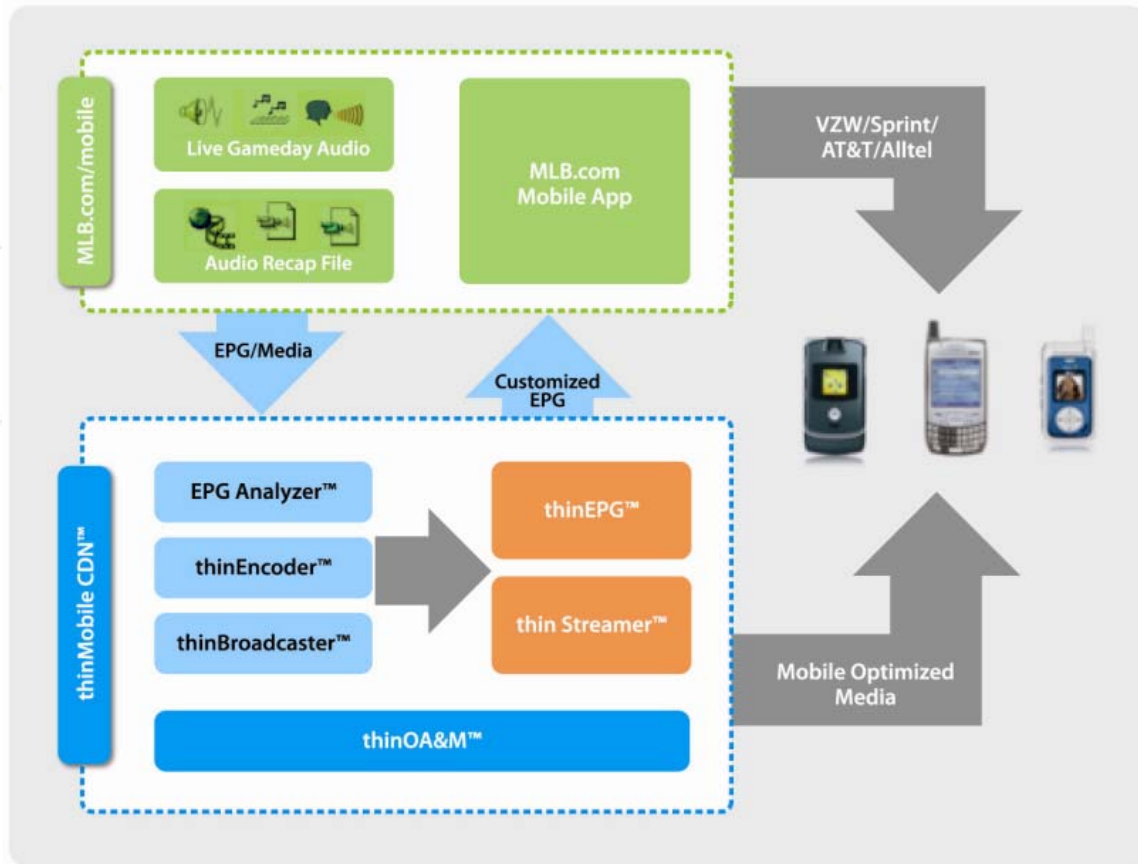 MLB.com/mobile
Live Gameday Audio
Audio Recap File
MLB.com
Mobile App
VZW/Sprint/
AT&T/Alltel
EPG/Media
Customized
EPG
thinMobile CDN™
EPG Analyzer™
thinEncoder™
thinBroadcaster™
thinEPG™
thin Streamer™
thinOA&M™
Mobile Optimized
Media